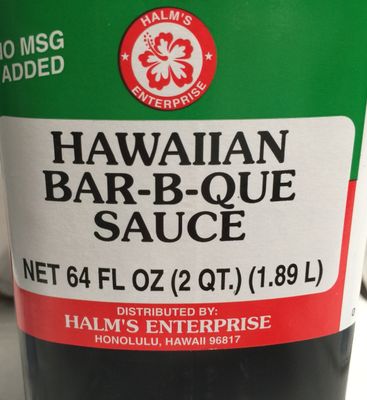 NO MSG
ADDED
HALM'S
ENTERPRISE
HAWAIIAN
BAR-B-QUE
SAUCE
NET 64 FL OZ (2 QT.) (1.89 L)
DISTRIBUTED BY:
HALM'S ENTERPRISE
HONOLULU, HAWAII 96817